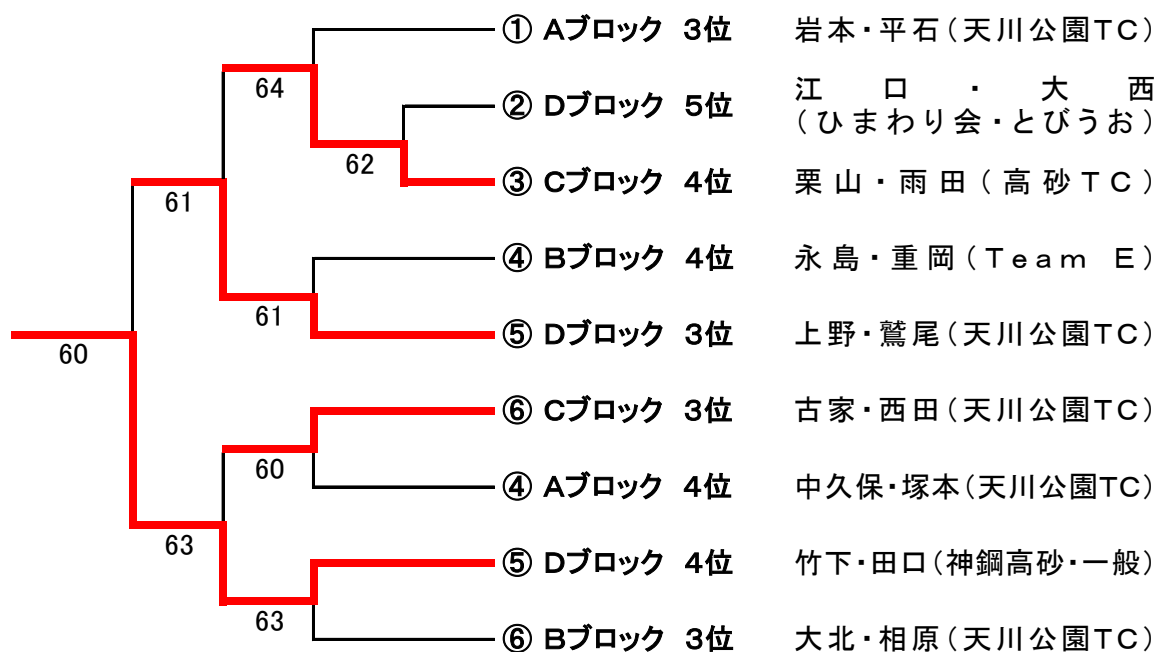 ① Aブロック 3位 岩本・平石(天川公園TC)
64
② Dブロック 5位 江口・大西
(ひまわり会・とびうお)
62
③ Cブロック 4位 栗山・雨田(高砂TC)
61
④ Bブロック 4位 永島・重岡(Team E)
61
⑤ Dブロック 3位 上野・鷲尾(天川公園TC)
60
⑥ Cブロック 3位 古家・西田(天川公園TC)
60
④ Aブロック 4位 中久保・塚本(天川公園TC)
63
⑤ Dブロック 4位 竹下・田口(神鋼高砂・一般)
63
⑥ Bブロック 3位 大北・相原(天川公園TC)